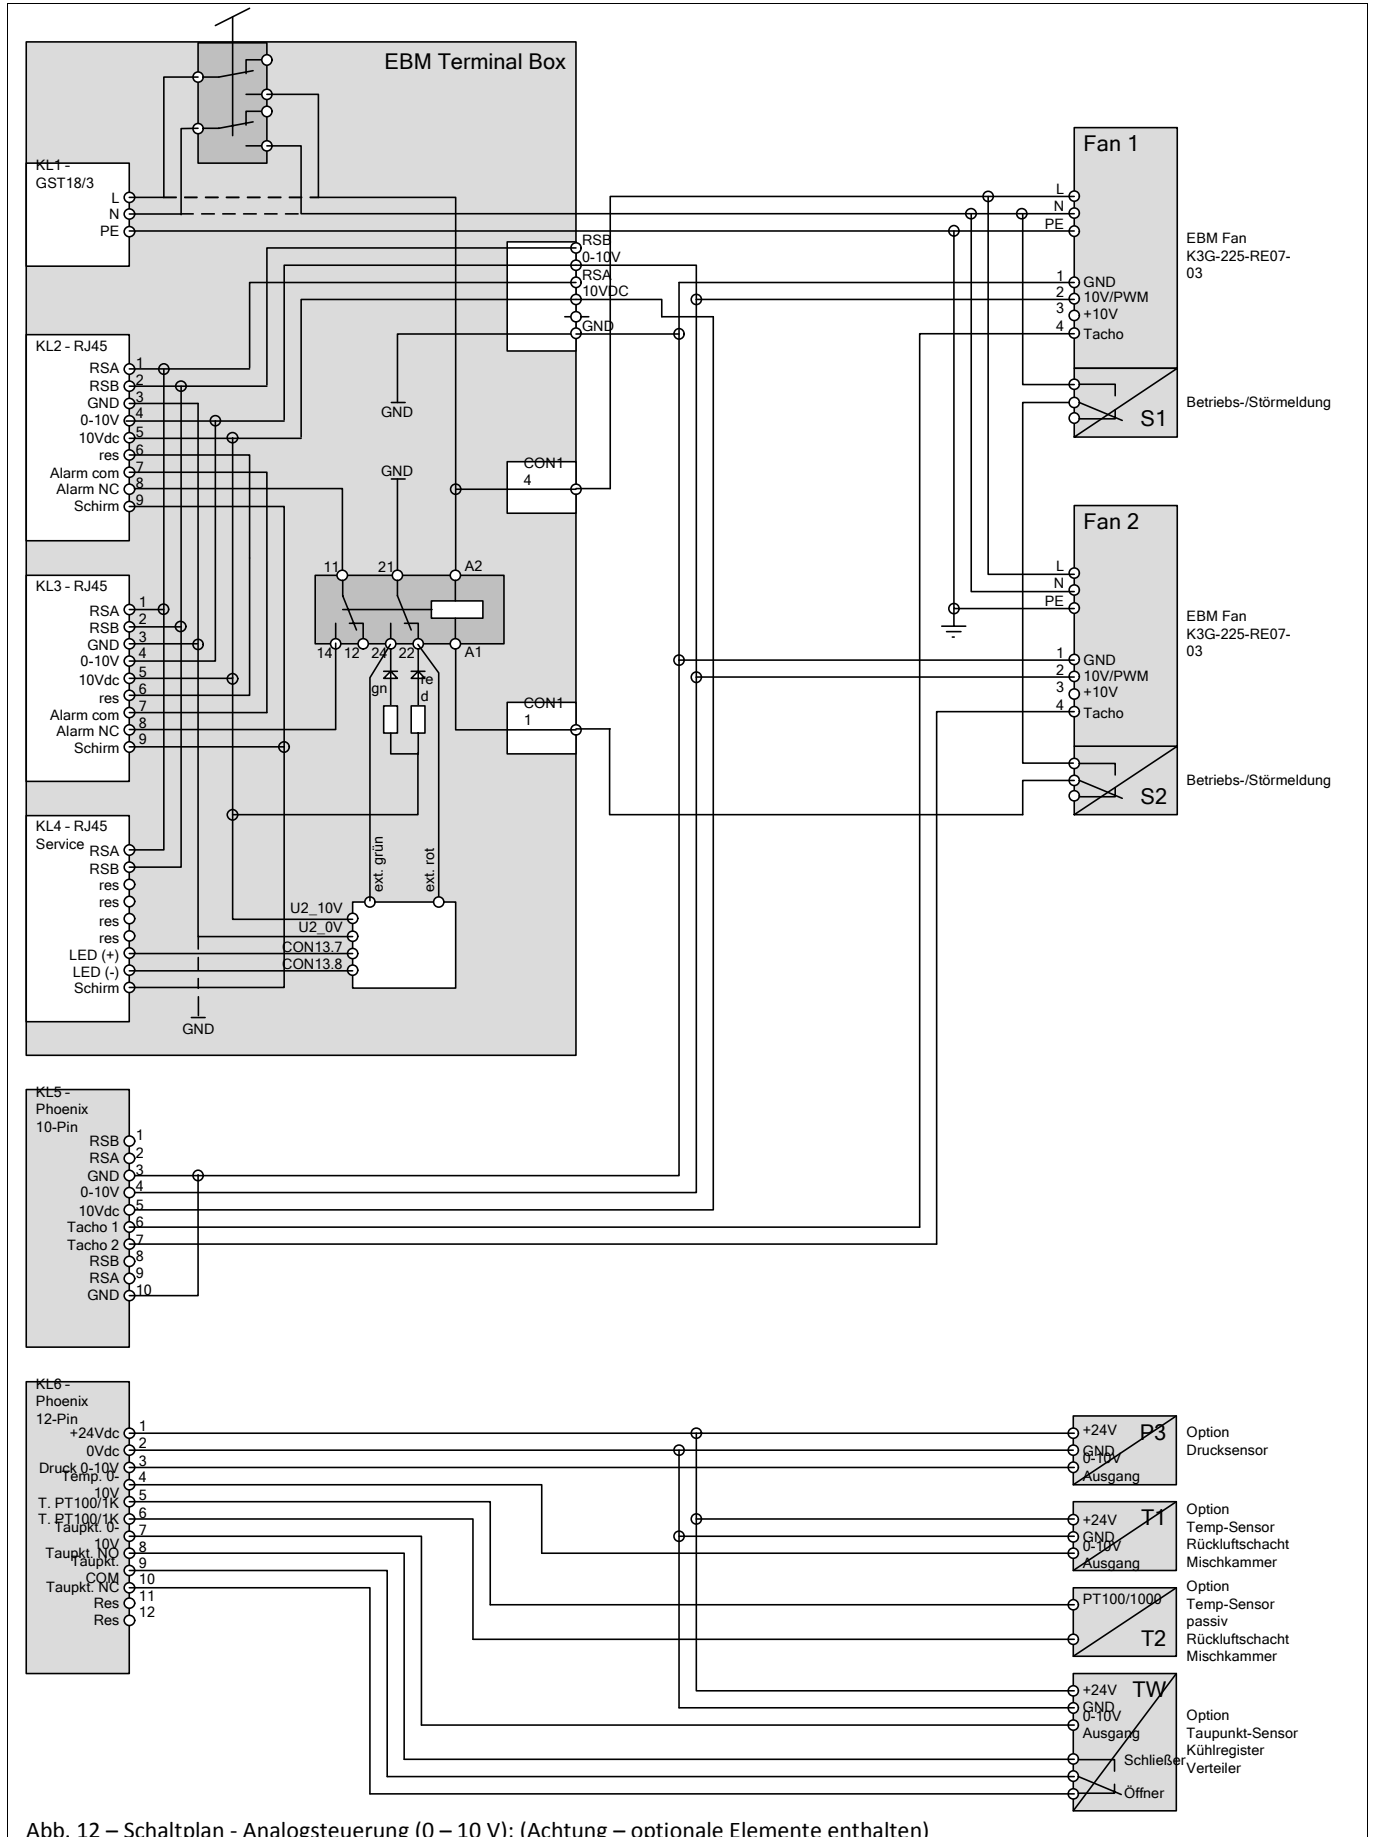 EBM Terminal Box
KL1 -
GST18/3
L
N
PE
RSB
0-10V
RSA
10VDC
GND
GND
KL2 - RJ45
RSA 1
RSB 2
GND 3
0-10V 4
10Vdc 5
res 6
Alarm com 7
Alarm NC 8
Schirm 9
GND
CON1
4
11
21
A2
14
12
24
22
A1
gn
re
d
CON1
1
KL3 - RJ45
RSA 1
RSB 2
GND 3
0-10V 4
10Vdc 5
res 6
Alarm com 7
Alarm NC 8
Schirm 9
KL4 - RJ45
Service
RSA
RSB
res
res
res
res
LED (+)
LED (-)
Schirm
ext. grün
ext. rot
U2_10V
U2_0V
CON13.7
CON13.8
GND
Fan 1
L
N
PE
1 GND
2 10V/PWM
3 +10V
4 Tacho
EBM Fan
K3G-225-RE07-
03
S1
Betriebs-/Störmeldung
Fan 2
L
N
PE
1 GND
2 10V/PWM
3 +10V
4 Tacho
EBM Fan
K3G-225-RE07-
03
S2
Betriebs-/Störmeldung
KL5 -
Phoenix
10-Pin
RSB 1
RSA 2
GND 3
0-10V 4
10Vdc 5
Tacho 1 6
Tacho 2 7
RSB 8
RSA 9
GND 10
KL6 -
Phoenix
12-Pin
+24Vdc 1
0Vdc 2
Druck 0-10V 3
Temp. 0-
10V 4
T. PT100/1K 5
T. PT100/1K 6
Taupkt. 0-
10V 7
Taupkt. NO 8
Taupkt.
COM 9
Taupkt. NC 10
Res 11
Res 12
+24V
P3
GND
0-10V
Ausgang
Option
Drucksensor
+24V
T1
GND
0-10V
Ausgang
Option
Temp-Sensor
Rückluftschacht
Mischkammer
PT100/1000
T2
Option
Temp-Sensor
passiv
Rückluftschacht
Mischkammer
+24V
TW
GND
0-10V
Ausgang
Schließer
Öffner
Option
Taupunkt-Sensor
Kühlregister
Verteiler
Abb. 12 – Schaltplan - Analogsteuerung (0 – 10 V); (Achtung – optionale Elemente enthalten)